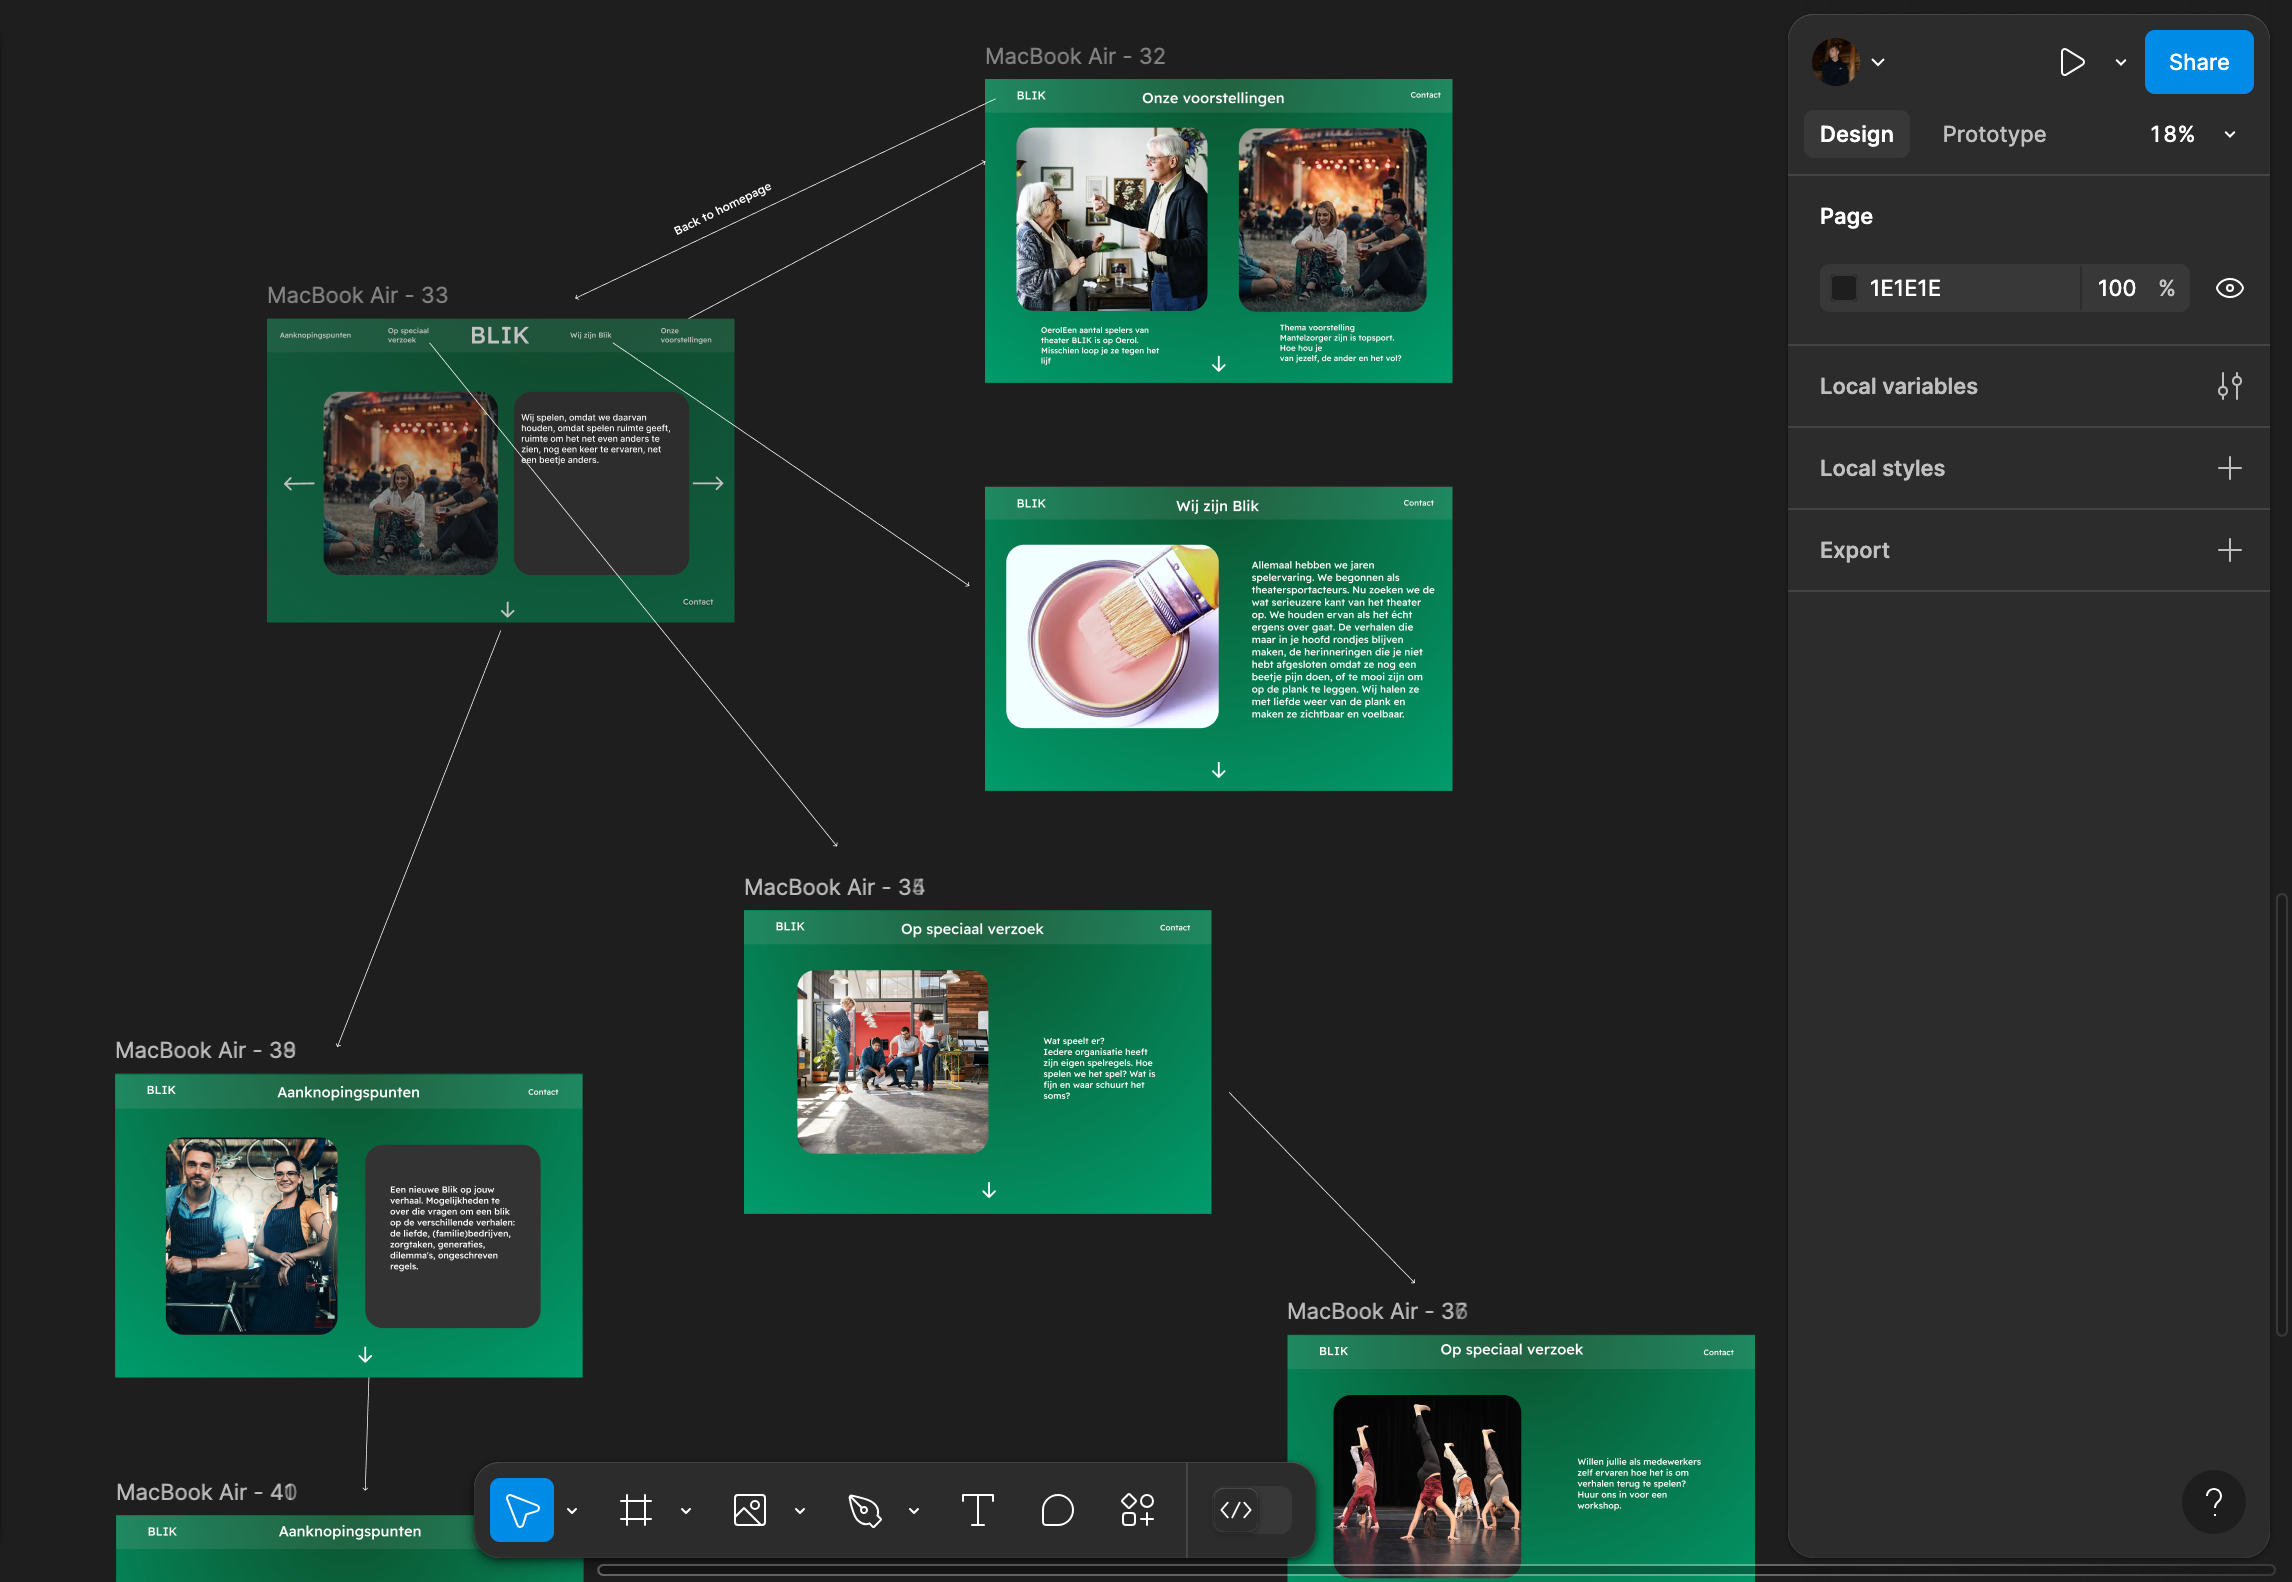 MacBook Air - 32
BLIK
Onze voorstellingen
Contact
OerolEen aantal spelers van
theater BLIK is op Oerol.
Misschien loop je ze tegen het
lijf
Thema voorstelling
Mantelzorger zijn is topsport.
Hoe hou je
van jezelf, de ander en het vol?
Back to homepage
MacBook Air - 33
Aanknopingspunten
Op speciaal
verzoek
BLIK
Wij zijn Blik
Onze
voorstellingen
Wij spelen, omdat we daarvan
houden, omdat spelen ruimte geeft,
ruimte om het net even anders te
zien, nog een keer te ervaren, net
een beetje anders.
Contact
BLIK
Wij zijn Blik
Contact
Allemaal hebben we jaren
spelervaring. We begonnen als
theatersportacteurs. Nu zoeken we de
wat serieuzere kant van het theater
op. We houden ervan als het écht
ergens over gaat. De verhalen die
maar in je hoofd rondjes blijven
maken, de herinneringen die je niet
hebt afgesloten omdat ze nog een
beetje pijn doen, of te mooi zijn om
op de plank te leggen. Wij halen ze
met liefde weer van de plank en
maken ze zichtbaar en voelbaar.
MacBook Air -
BLIK
Op speciaal verzoek
Contact
Wat speelt er?
Iedere organisatie heeft
zijn eigen spelregels. Hoe
spelen we het spel? Wat is
fijn en waar schuurt het
soms?
MacBook Air -
BLIK
Aanknopingspunten
Contact
Een nieuwe Blik op jouw
verhaal. Mogelijkheden te
over die vragen om een blik
op de verschillende verhalen:
de liefde, (familie)bedrijven,
zorgtaken, generaties,
dilemma's, ongeschreven
regels.
MacBook Air -
BLIK
Op speciaal verzoek
Contact
Willen jullie als medewerkers
zelf ervaren hoe het is om
verhalen terug te spelen?
Huur ons in voor een
workshop.
MacBook Air -
BLIK
Aanknopingspunten
Share
Design
Prototype
18%
Page
1E1E1E
100 %
Local variables
Local styles
Export
?